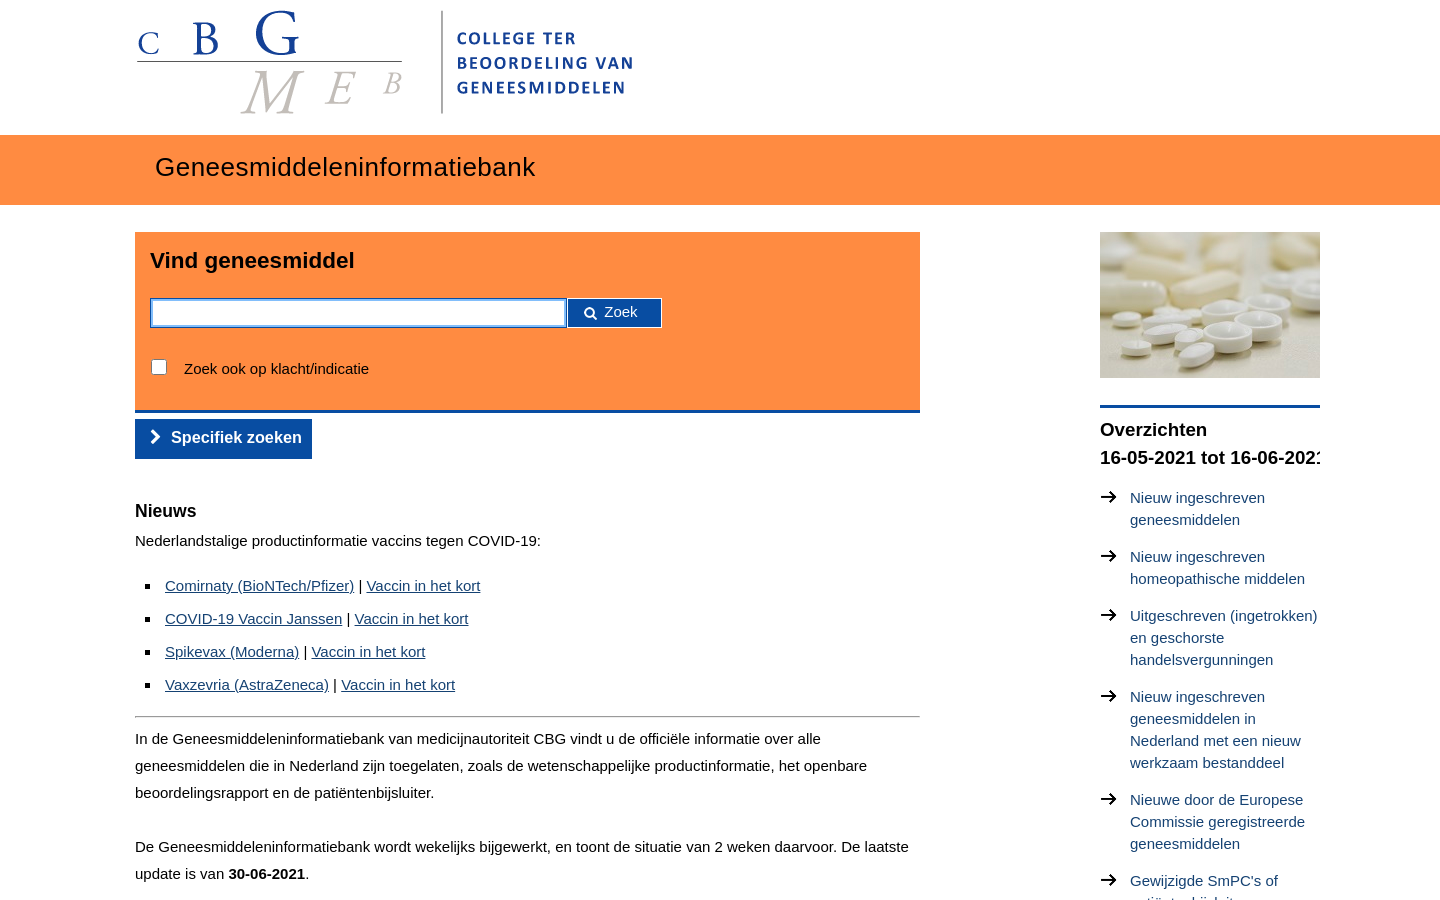 C B G
M E B
COLLEGE TER
BEOORDELING VAN
GENEESMIDDELEN
Geneesmiddeleninformatiebank
Vind geneesmiddel
Zoek
Zoek ook op klacht/indicatie
Specifiek zoeken
Nieuws
Nederlandstalige productinformatie vaccins tegen COVID-19:
Comirnaty (BioNTech/Pfizer) | Vaccin in het kort
COVID-19 Vaccin Janssen | Vaccin in het kort
Spikevax (Moderna) | Vaccin in het kort
Vaxzevria (AstraZeneca) | Vaccin in het kort
In de Geneesmiddeleninformatiebank van medicijnautoriteit CBG vindt u de officiële informatie over alle
geneesmiddelen die in Nederland zijn toegelaten, zoals de wetenschappelijke productinformatie, het openbare
beoordelingsrapport en de patiëntenbijsluiter.
De Geneesmiddeleninformatiebank wordt wekelijks bijgewerkt, en toont de situatie van 2 weken daarvoor. De laatste
update is van 30-06-2021.
Overzichten
16-05-2021 tot 16-06-2021
Nieuw ingeschreven
geneesmiddelen
Nieuw ingeschreven
homeopathische middelen
Uitgeschreven (ingetrokken)
en geschorste
handelsvergunningen
Nieuw ingeschreven
geneesmiddelen in
Nederland met een nieuw
werkzaam bestanddeel
Nieuwe door de Europese
Commissie geregistreerde
geneesmiddelen
Gewijzigde SmPC's of